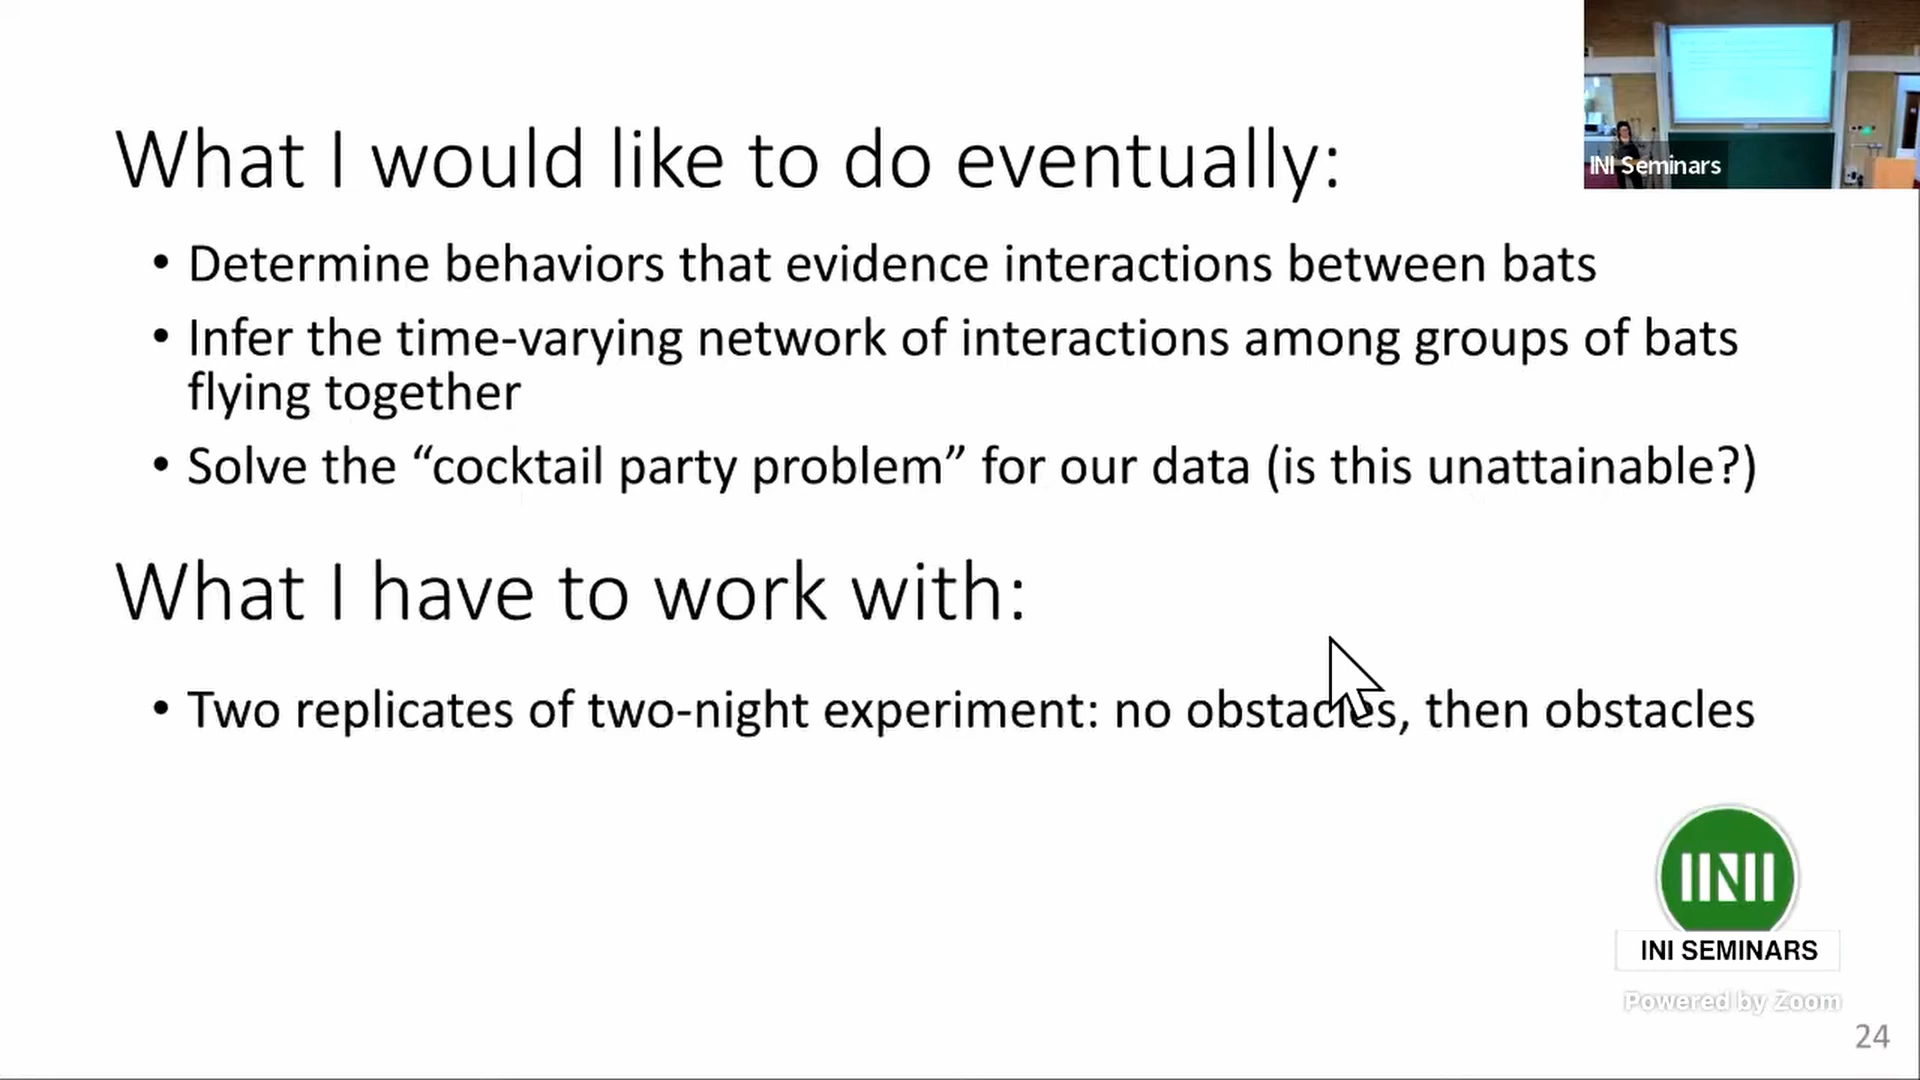 What I would like to do eventually:
• Determine behaviors that evidence interactions between bats
• Infer the time-varying network of interactions among groups of bats
flying together
• Solve the “cocktail party problem” for our data (is this unattainable?)
What I have to work with:
• Two replicates of two-night experiment: no obstacles, then obstacles
INI Seminars
INI
INI SEMINARS
Powered by Zoom
24